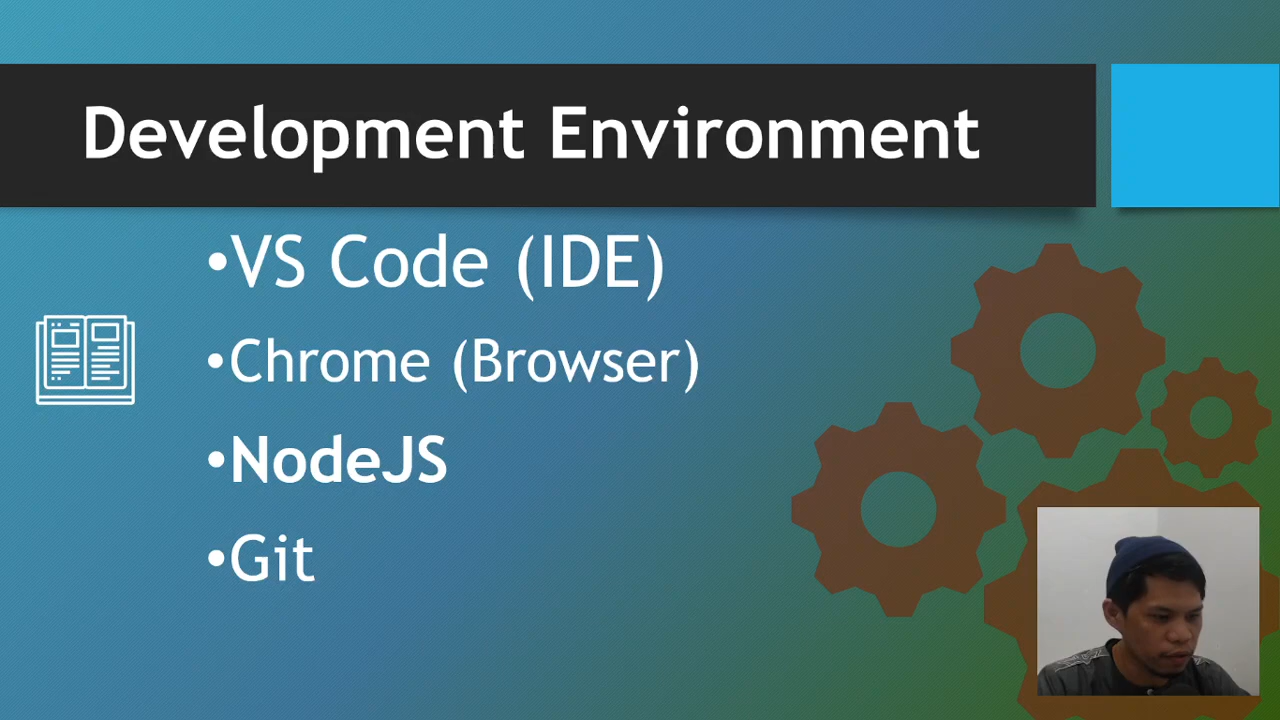 Development Environment
•VS Code (IDE)
•Chrome (Browser)
•NodeJS
•Git